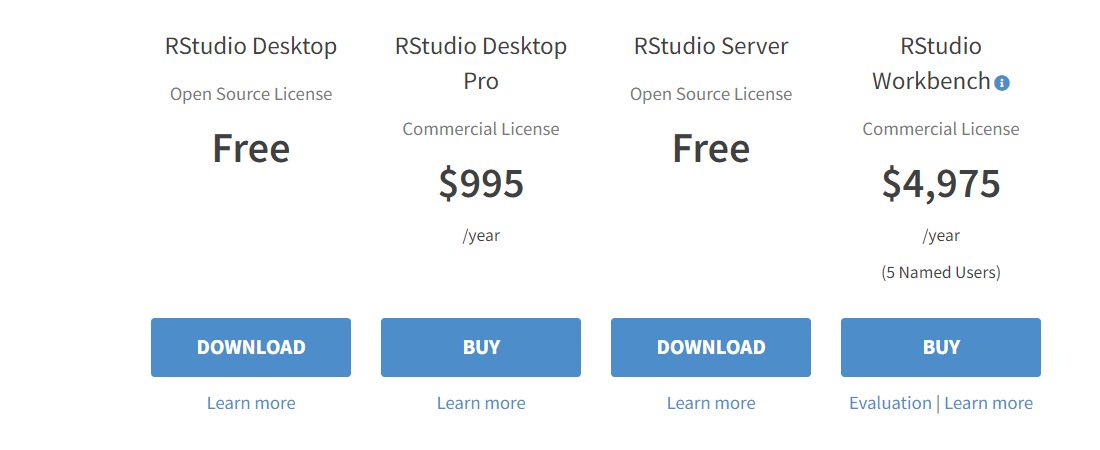 RStudio Desktop
Open Source License
Free
DOWNLOAD
Learn more
RStudio Desktop
Pro
Commercial License
$995
/year
BUY
Learn more
RStudio Server
Open Source License
Free
DOWNLOAD
Learn more
RStudio
Workbench
Commercial License
$4,975
/year
(5 Named Users)
BUY
Evaluation | Learn more